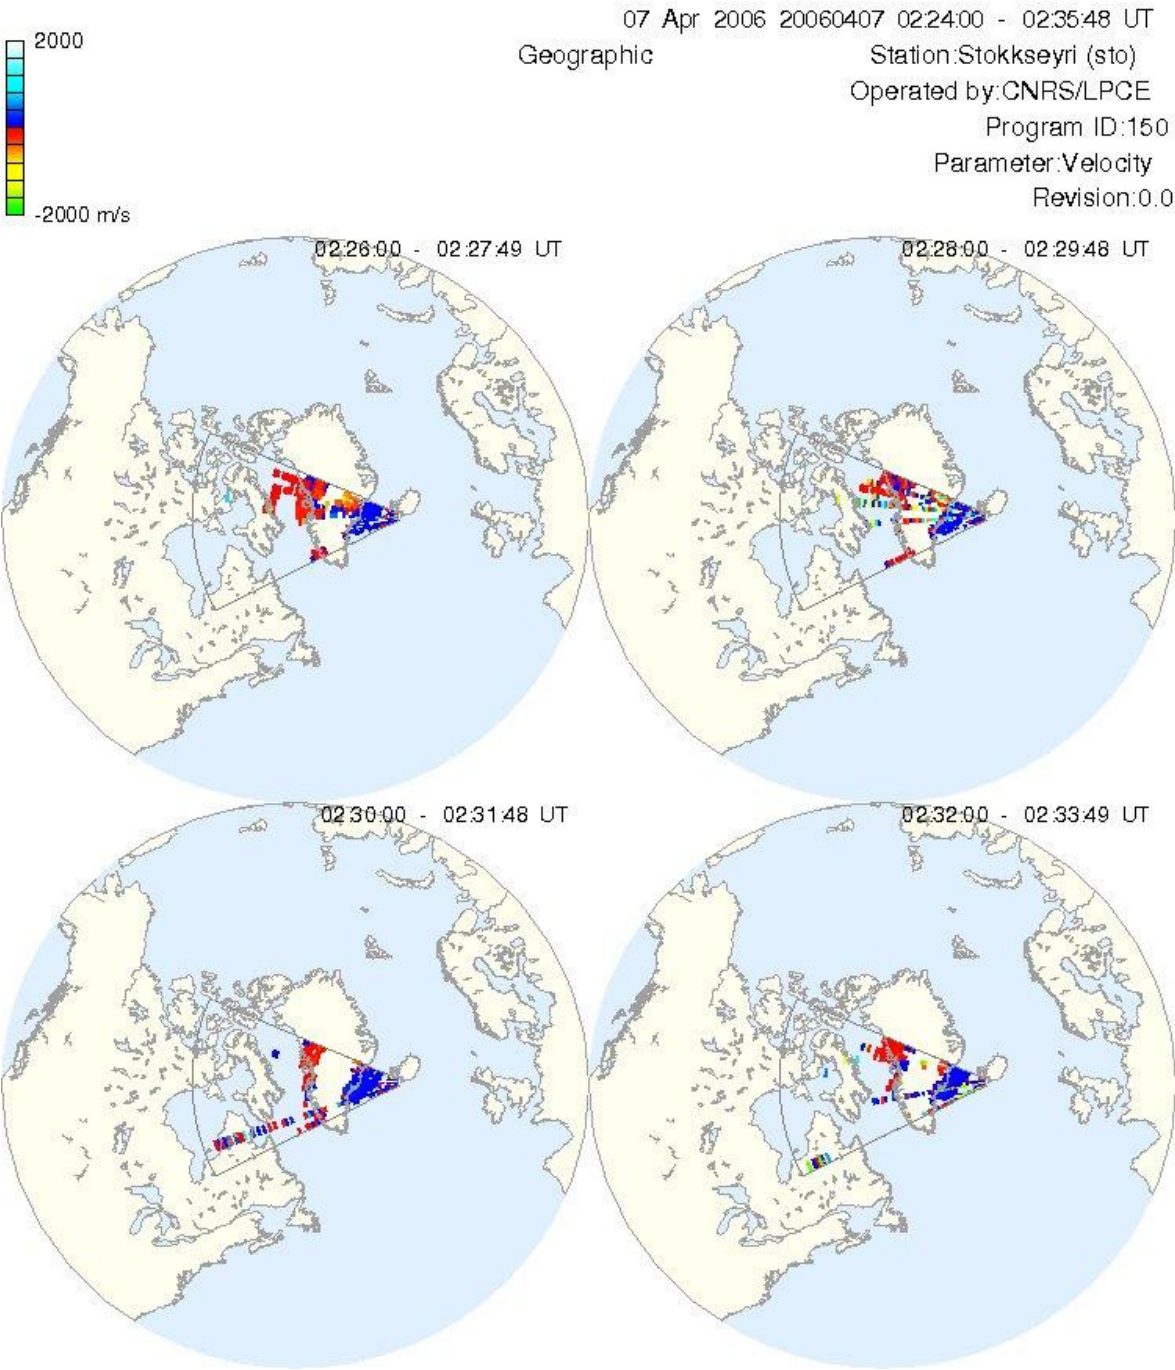 07 Apr 2006 20060407 02:24:00 - 02:35:48 UT
2000
Geographic
Station:Stokkseyri (sto)
Operated by:CNRS/LPCE
Program ID:150
Parameter:Velocity
Revision:0.0
-2000 m/s
02:26:00 - 02:27:49 UT
02:28:00 - 02:29:48 UT
02:30:00 - 02:31:48 UT
02:32:00 - 02:33:49 UT